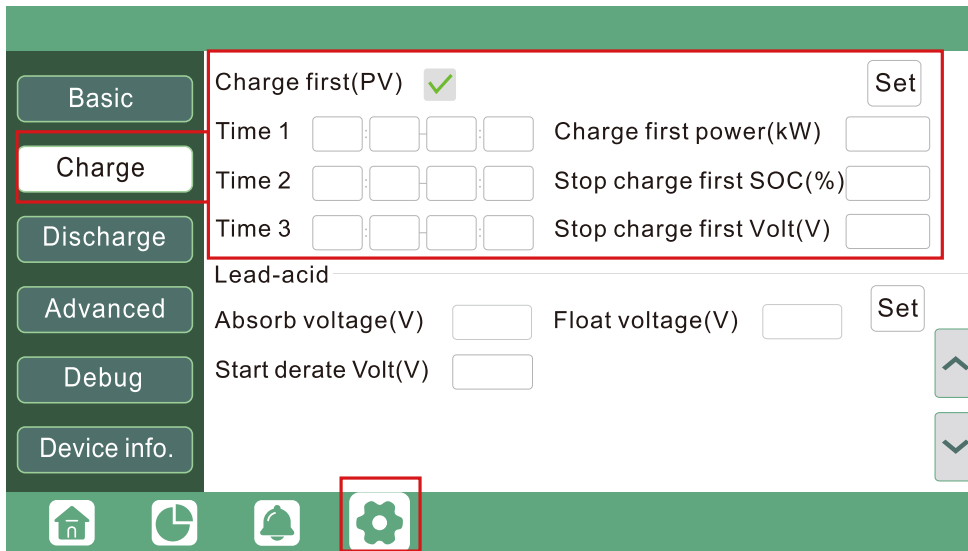 Basic
Charge
Discharge
Advanced
Debug
Device info.
Charge first(PV)
Set
Time 1 : - : Charge first power(kW)
Time 2 : - : Stop charge first SOC(%)
Time 3 : - : Stop charge first Volt(V)
Lead-acid
Absorb voltage(V) Float voltage(V) Set
Start derate Volt(V)